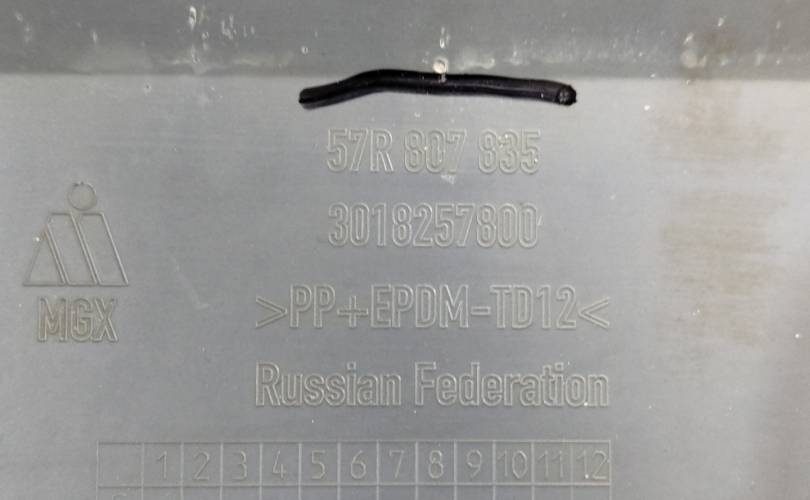 57R 807 835
3018257800
>PP+EPDM-TD12<
MGX
Russian Federation
1 2 3 4 5 6 7 8 9 10 11 12